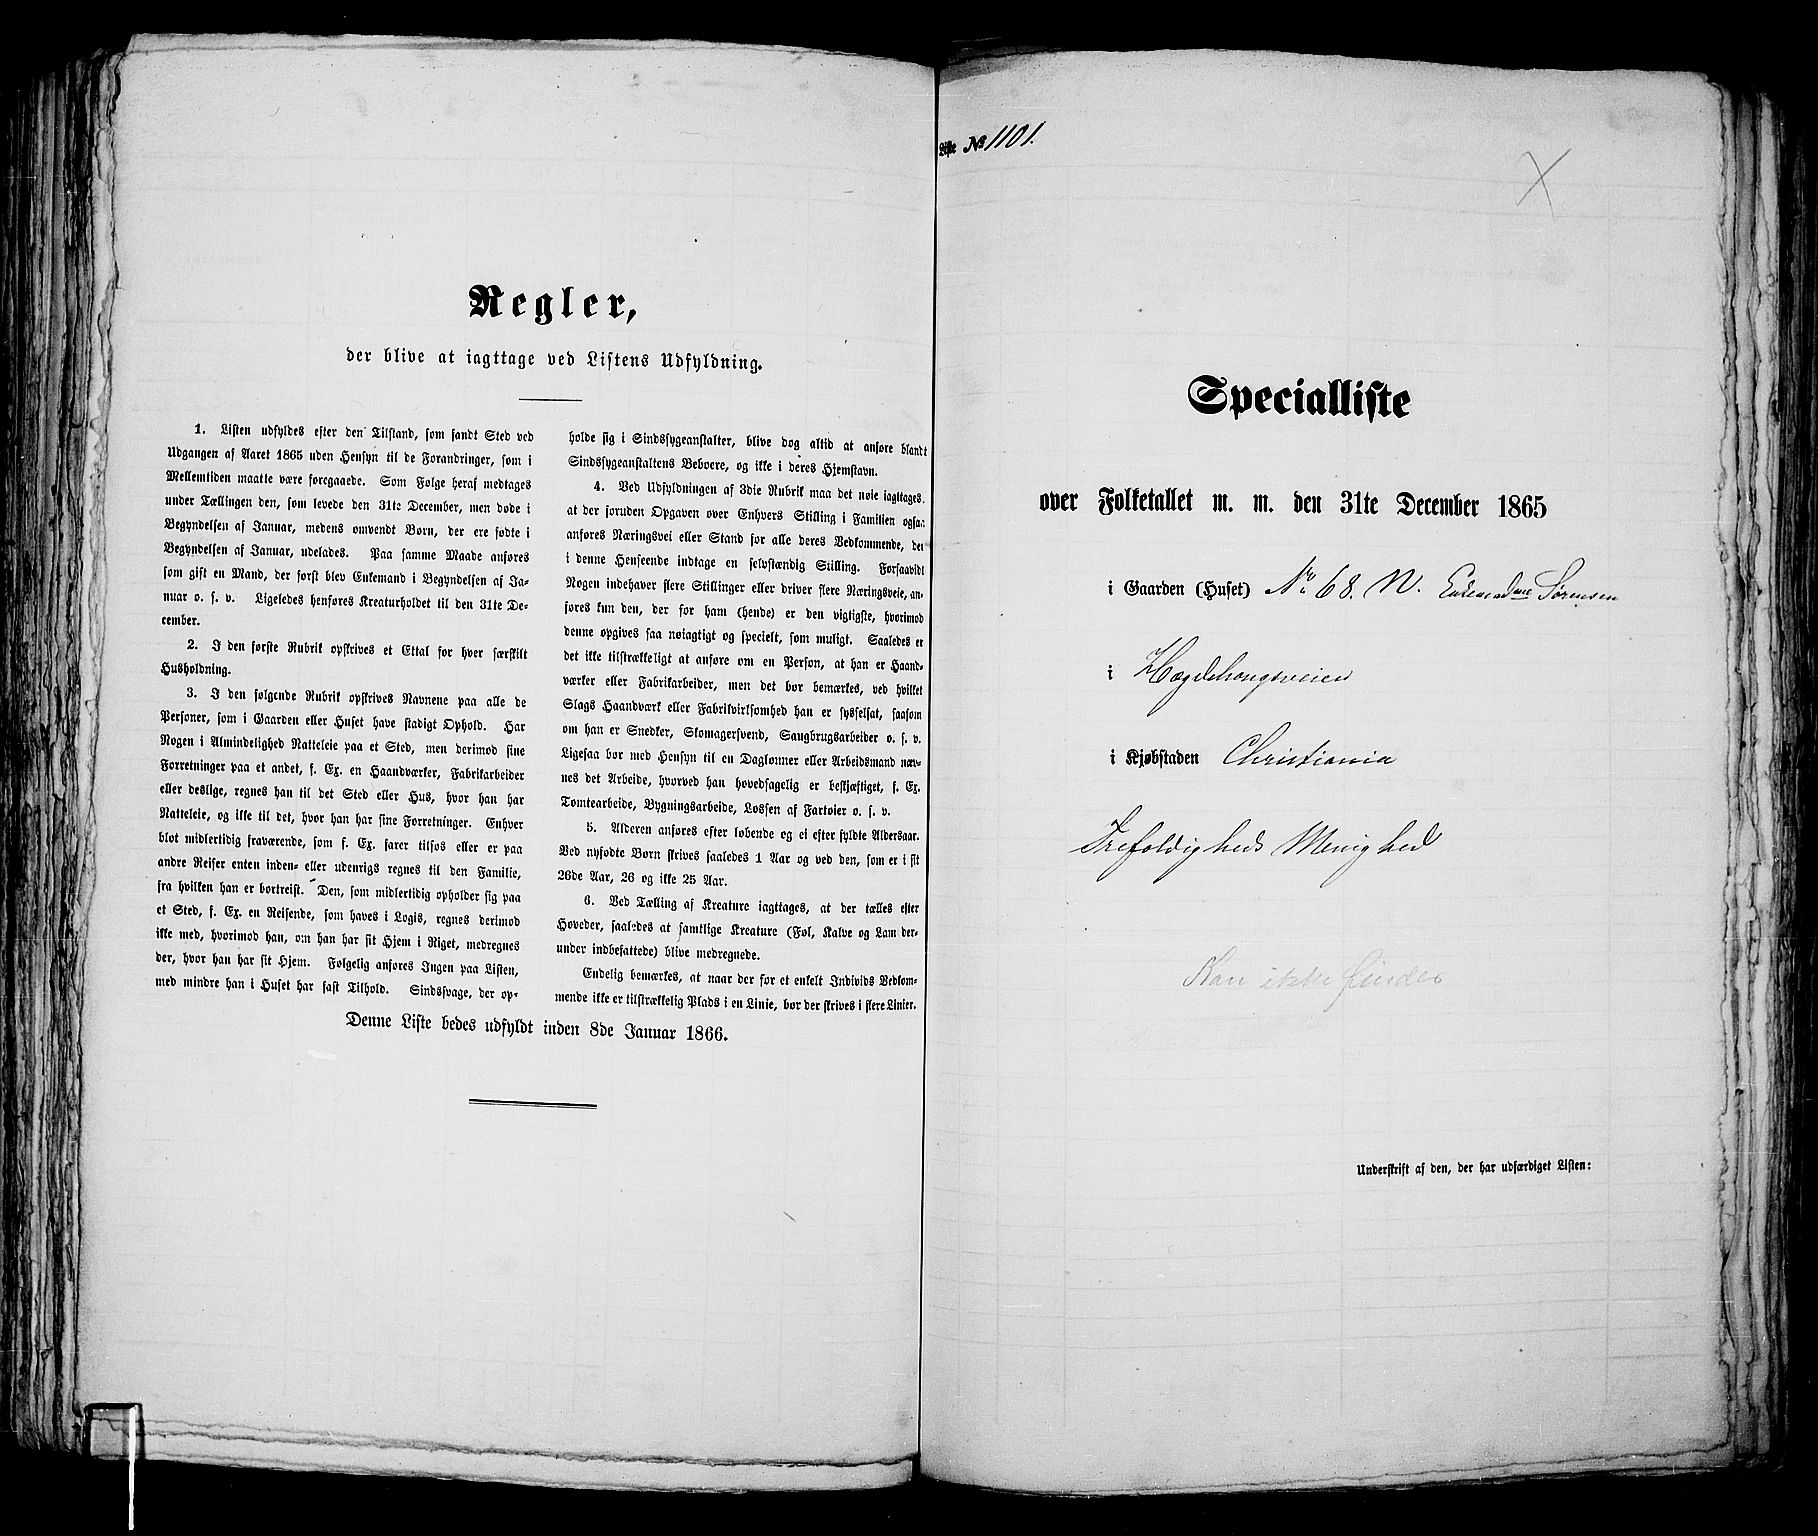 Regler,
der blive at iagttage ved Listens Udfyldning.
1. Listen udfyldes efter den Tilstand, som fandt Sted ved
Udgangen af Aaret 1865 uden Hensyn til de Forandringer, som i
Mellemtiden maatte være foregaaede. Som Følge heraf medtages
under Tællingen den, som levede den 31te December, men døde i
Begyndelsen af Januar, medens omvendt Børn, der ere fødte i
Begyndelsen af Januar, udelades. Paa samme Maade anføres
som gift en Mand, der først blev Enkemand i Begyndelsen af Ja-
nuar o. s. v. Ligeledes henføres Kreaturholdet til den 31te De-
cember.
2. I den første Rubrik opskrives et Ettal for hver særskilt
Husholdning.
3. I den følgende Rubrik opskrives Navnene paa alle de
Personer, som i Gaarden eller Huset have stadigt Ophold. Har
Nogen i Almindelighed Natteleie paa et Sted, men derimod sine
Forretninger paa et andet, f. Ex. en Haandværker, Fabrikarbeider
eller deslige, regnes han til det Sted eller Hus, hvor han har
Natteleie, og ikke til det, hvor han har sine Forretninger. Enhver
blot midlertidig fraværende, som f. Ex. farer tilsøs eller er paa
andre Reiser enten inden- eller udenrigs regnes til den Familie,
fra hvilken han er bortreist. Den, som midlertidig opholder sig paa
et Sted, f. Ex. en Reisende, som haves i Logis, regnes derimod
ikke med, hvorimod han, om han har sit Hjem i Riget, medregnes
der, hvor han har sit Hjem. Følgelig anføres Ingen paa Listen,
med mindre han i Huset har fast Tilhold. Sindssvage, der op-
holde sig i Sindssygeanstalter, blive dog altid at anføre blandt
Sindssygeanstaltens Beboere, og ikke i deres Hjemstavn.
4. Ved Udfyldningen af 3die Rubrik maa det nøie iagttages,
at der foruden Opgaven over Enhvers Stilling i Familien ogsaa
anføres Næringsvei eller Stand for alle deres Vedkommende, der
i denne Henseende indtage en selvstændig Stilling. Forsaavidt
Nogen indehaver flere Stillinger eller driver flere Næringsveie, an-
føres kun den, der for ham (hende) er den vigtigste, hvorimod
denne opgives saa nøiagtigt og specielt, som muligt. Saaledes er
det ikke tilstrækkeligt at anføre om en Person, at han er Haand-
værker eller Fabrikarbeider, men det bør bemærkes, ved hvilket
Slags Haandværk eller Fabrikvirksomhed han er sysselsat, saasom
om han er Snedker, Skomagersvend, Saugbrugsarbeider o. s. v.
Ligesaa bør med Hensyn til en Daglønner eller Arbeidsmand næv-
nes det Arbeide, hvorved han hovedsagelig er beskjæftiget, f. Ex.
Tomtearbeide, Bygningsarbeide, Lossen af Fartøier o. s. v.
5. Alderen anføres efter løbende og ei efter fyldte Aldersaar.
Ved nyfødte Børn skrives saaledes 1 Aar og ved den, som er i sit
26de Aar, 26 og ikke 25 Aar.
6. Ved Tælling af Kreature iagttages, at der tælles efter
Hoveder, saaledes at samtlige Kreature (Føl, Kalve og Lam der-
under indbefattede) blive medregnede.
Endelig bemærkes, at naar der for et enkelt Individs Vedkom-
mende ikke er tilstrækkelig Plads i en Linie, bør der skrives i flere Linier.
Denne Liste bedes udfyldt inden 8de Januar 1866.
Liste № 1101.
X
Specialliste
over Folketallet m. m. den 31te December 1865
i Gaarden (Huset) No 68. N. Sørensen
i Hægdehaugsveien
i Kjøbstaden Christiania
Trefoldigheds Menighed
Kan ikke findes
Underskrift af den, der har udfærdiget Listen: